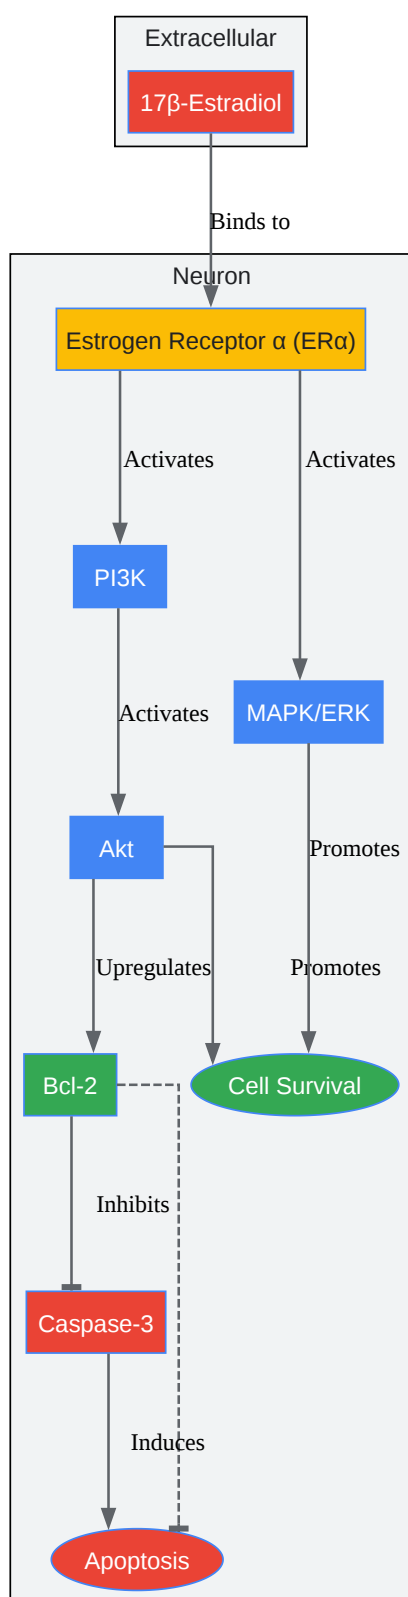 Extracellular
17β-Estradiol
Binds to
Neuron
Estrogen Receptor α (ERα)
Activates
Activates
PI3K
Activates
MAPK/ERK
Akt
Promotes
Upregulates
Promotes
Bcl-2
Cell Survival
Inhibits
Caspase-3
Induces
Apoptosis